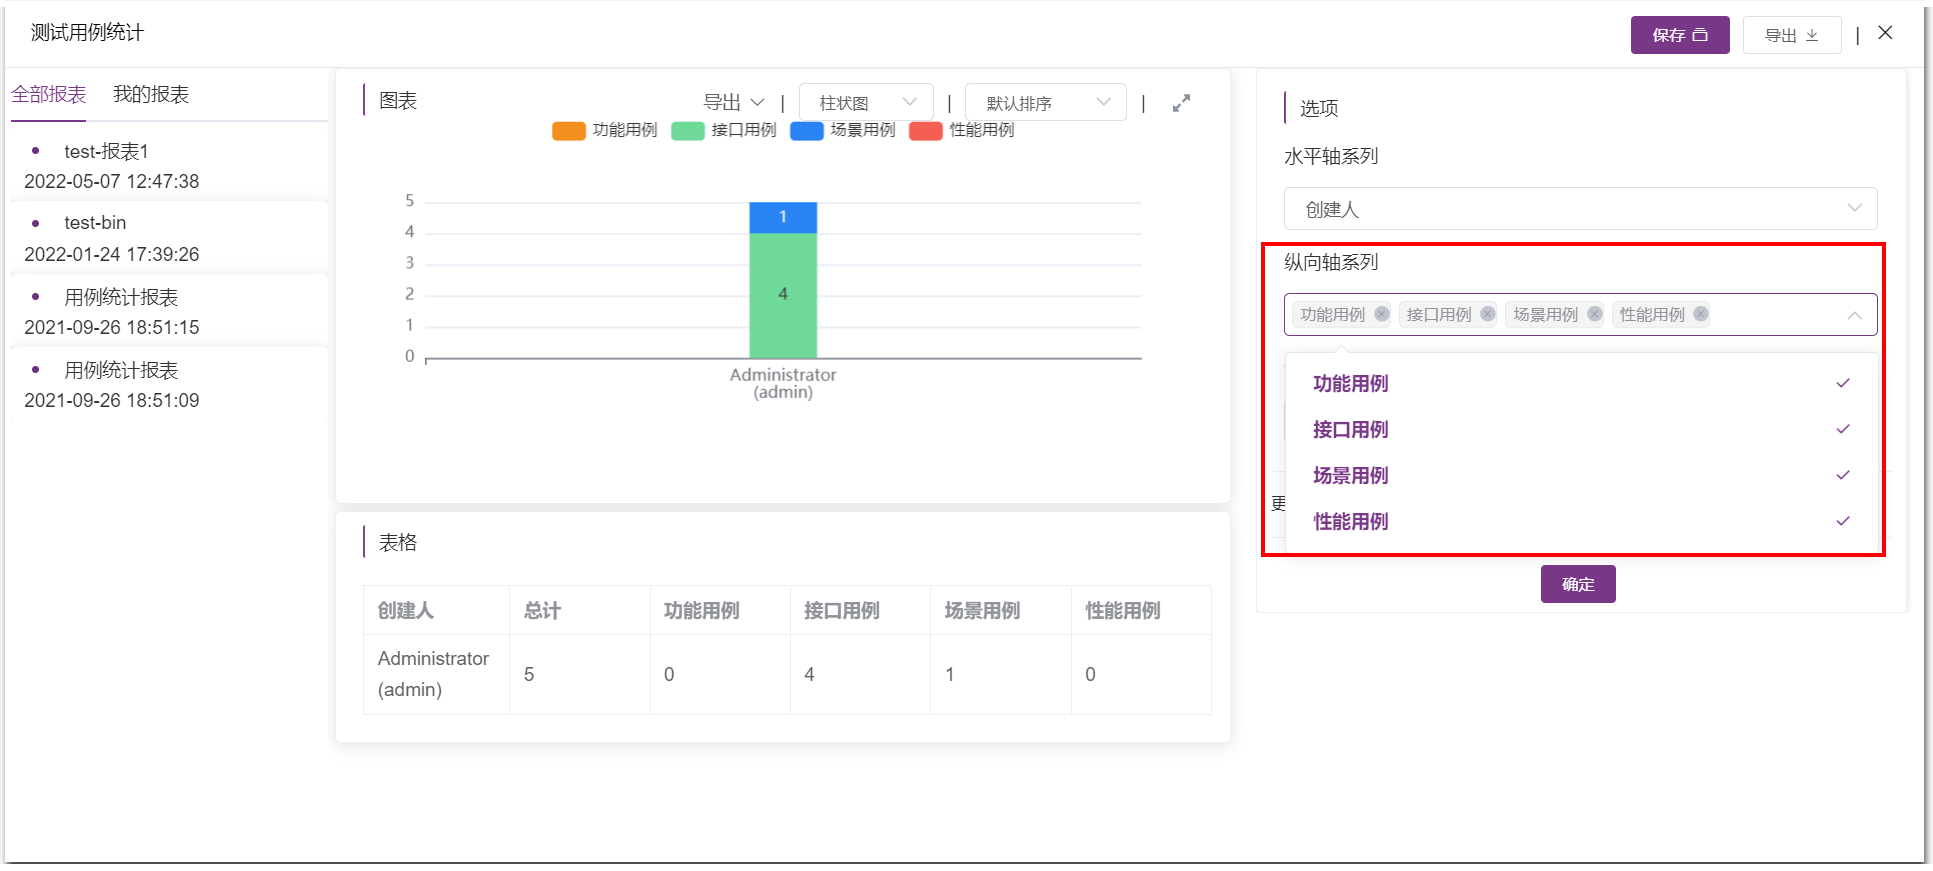 测试用例统计
保存
导出
|
全部报表
我的报表
test-报表1
2022-05-07 12:47:38
test-bin
2022-01-24 17:39:26
用例统计报表
2021-09-26 18:51:15
用例统计报表
2021-09-26 18:51:09
图表
导出
|
柱状图
|
默认排序
|
功能用例
接口用例
场景用例
性能用例
5
4
3
2
1
0
1
4
Administrator
(admin)
表格
创建人 总计 功能用例 接口用例 场景用例 性能用例
Administrator
(admin)
5 0 4 1 0
选项
水平轴系列
创建人
纵向轴系列
功能用例 接口用例 场景用例 性能用例
功能用例
接口用例
场景用例
性能用例
更
确定